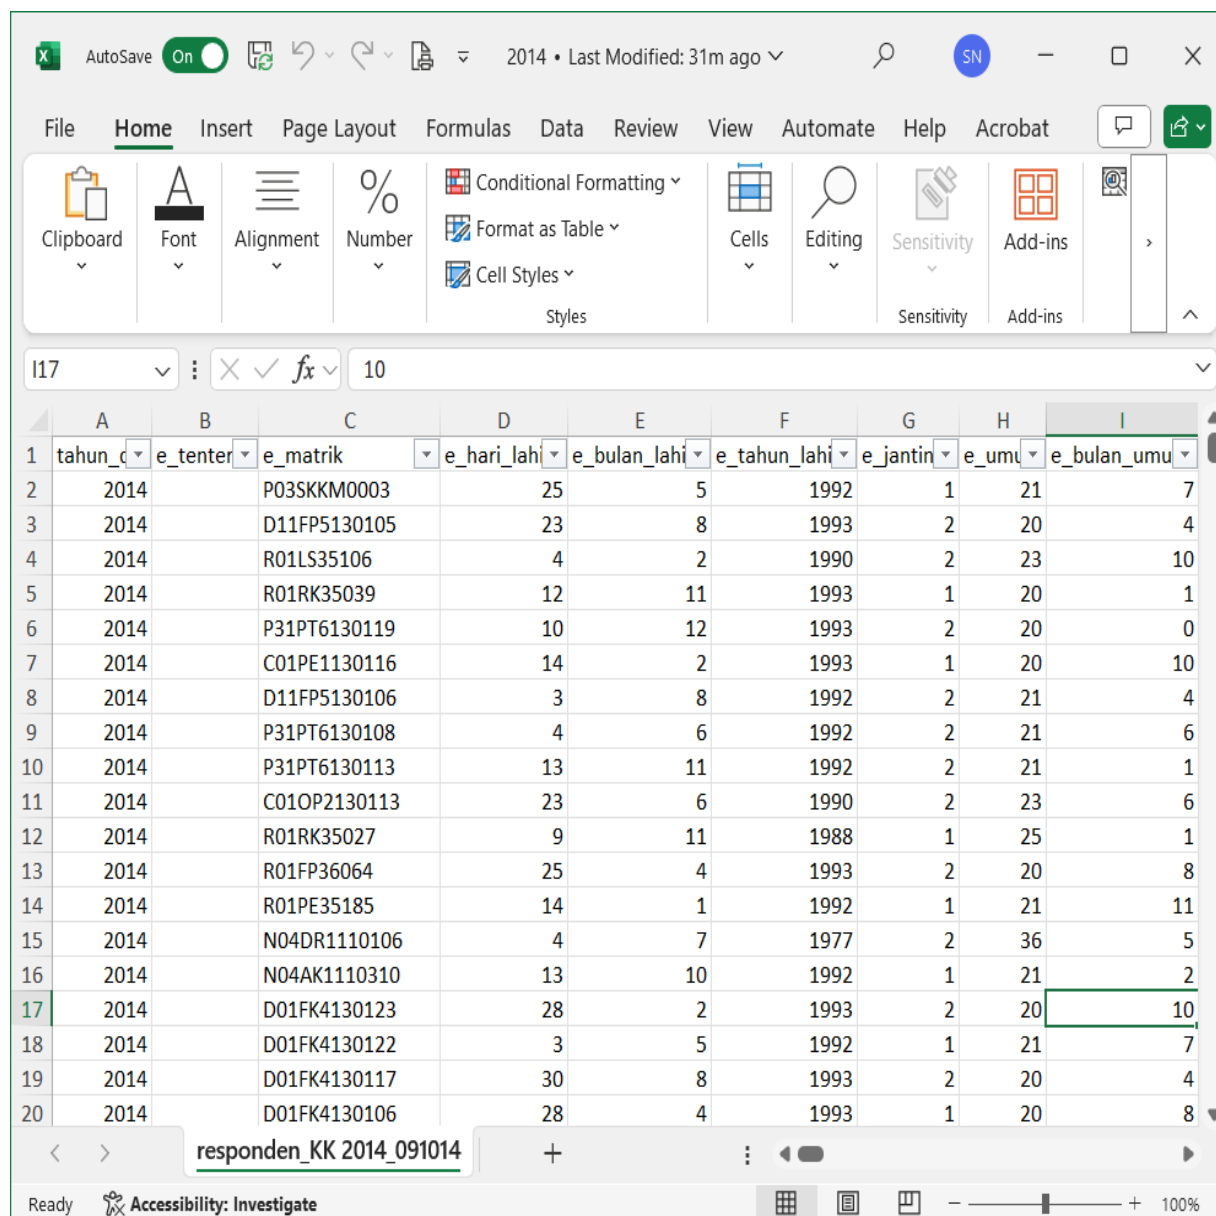 AutoSave On 2014 • Last Modified: 31m ago SN
File Home Insert Page Layout Formulas Data Review View Automate Help Acrobat
Clipboard Font Alignment Number Conditional Formatting Format as Table Cell Styles Cells Editing Sensitivity Add-ins
Styles Sensitivity Add-ins
I17 fx 10
A B C D E F G H I
1 tahun_ e_tenter e_matrik e_hari_lahi e_bulan_lahi e_tahun_lahi e_jantin e_umu e_bulan_umu
2 2014 P03SKKM0003 25 5 1992 1 21 7
3 2014 D11FP5130105 23 8 1993 2 20 4
4 2014 R01LS35106 4 2 1990 2 23 10
5 2014 R01RK35039 12 11 1993 1 20 1
6 2014 P31PT6130119 10 12 1993 2 20 0
7 2014 C01PE1130116 14 2 1993 1 20 10
8 2014 D11FP5130106 3 8 1992 2 21 4
9 2014 P31PT6130108 4 6 1992 2 21 6
10 2014 P31PT6130113 13 11 1992 2 21 1
11 2014 C01OP2130113 23 6 1990 2 23 6
12 2014 R01RK35027 9 11 1988 1 25 1
13 2014 R01FP36064 25 4 1993 2 20 8
14 2014 R01PE35185 14 1 1992 1 21 11
15 2014 N04DR1110106 4 7 1977 2 36 5
16 2014 N04AK1110310 13 10 1992 1 21 2
17 2014 D01FK4130123 28 2 1993 2 20 10
18 2014 D01FK4130122 3 5 1992 1 21 7
19 2014 D01FK4130117 30 8 1993 2 20 4
20 2014 D01FK4130106 28 4 1993 1 20 8
responden_KK 2014_091014
Ready Accessibility: Investigate 100%